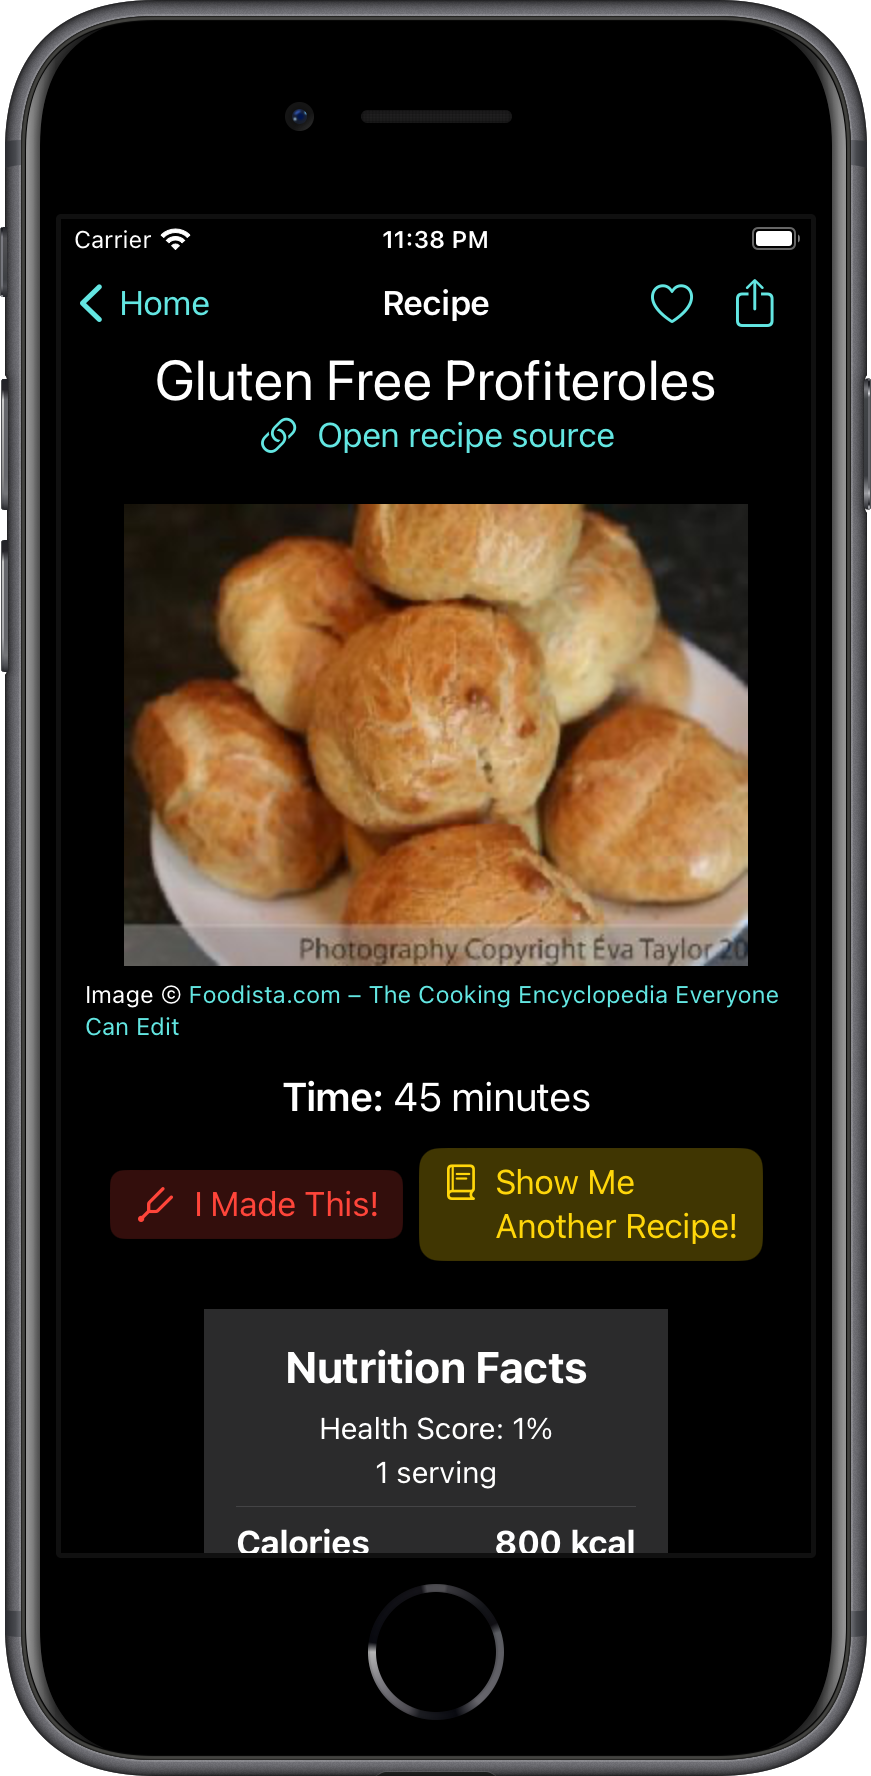 Carrier 11:38 PM
Home Recipe
Gluten Free Profiteroles
Open recipe source
Photography Copyright Eva Taylor 20
Image © Foodista.com – The Cooking Encyclopedia Everyone
Can Edit
Time: 45 minutes
I Made This!
Show Me
Another Recipe!
Nutrition Facts
Health Score: 1%
1 serving
Calories 800 kcal